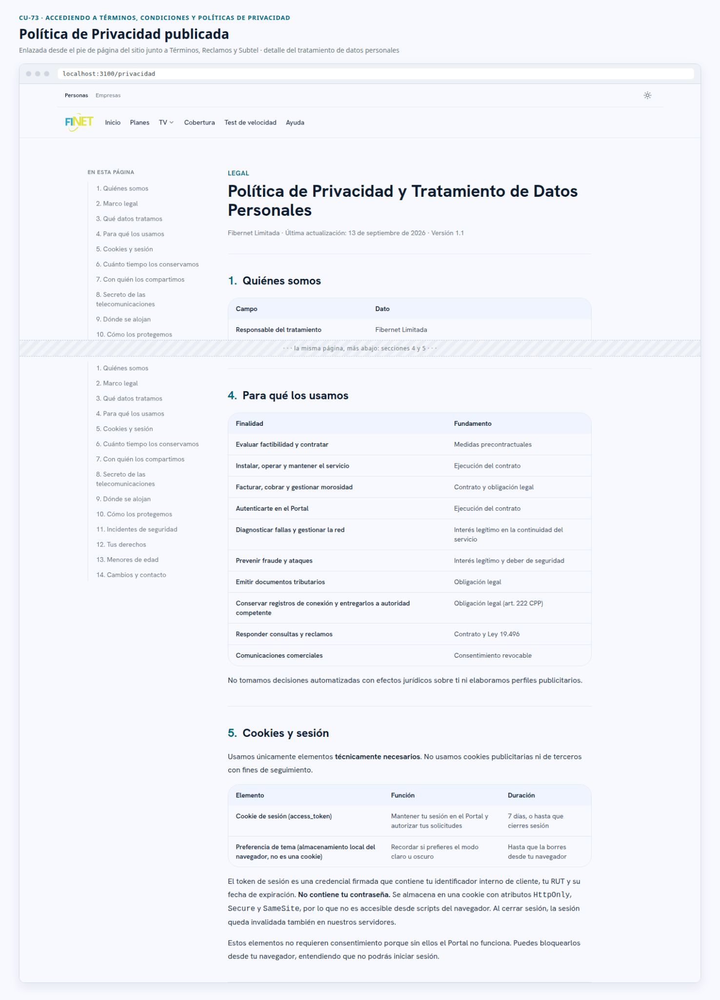 CU-73 · ACCEDIENDO A TÉRMINOS, CONDICIONES Y POLÍTICAS DE PRIVACIDAD
Política de Privacidad publicada
Enlazada desde el pie de página del sitio junto a Términos, Reclamos y Subtel · detalle del tratamiento de datos personales
localhost:3100/privacidad
Personas Empresas
FINET Inicio Planes TV Cobertura Test de velocidad Ayuda
EN ESTA PÁGINA
1. Quiénes somos
2. Marco legal
3. Qué datos tratamos
4. Para qué los usamos
5. Cookies y sesión
6. Cuánto tiempo los conservamos
7. Con quién los compartimos
8. Secreto de las
telecomunicaciones
9. Dónde se alojan
10. Cómo los protegemos
LEGAL
Política de Privacidad y Tratamiento de Datos
Personales
Fibernet Limitada · Última actualización: 13 de septiembre de 2026 · Versión 1.1
1. Quiénes somos
Campo Dato
Responsable del tratamiento Fibernet Limitada
· · · la misma página, más abajo: secciones 4 y 5 · · ·
1. Quiénes somos
2. Marco legal
3. Qué datos tratamos
4. Para qué los usamos
5. Cookies y sesión
6. Cuánto tiempo los conservamos
7. Con quién los compartimos
8. Secreto de las
telecomunicaciones
9. Dónde se alojan
10. Cómo los protegemos
11. Incidentes de seguridad
12. Tus derechos
13. Menores de edad
14. Cambios y contacto
4. Para qué los usamos
Finalidad Fundamento
Evaluar factibilidad y contratar Medidas precontractuales
Instalar, operar y mantener el servicio Ejecución del contrato
Facturar, cobrar y gestionar morosidad Contrato y obligación legal
Autenticarte en el Portal Ejecución del contrato
Diagnosticar fallas y gestionar la red Interés legítimo en la continuidad del
servicio
Prevenir fraude y ataques Interés legítimo y deber de seguridad
Emitir documentos tributarios Obligación legal
Conservar registros de conexión y entregarlos a autoridad Obligación legal (art. 222 CPP)
competente
Responder consultas y reclamos Contrato y Ley 19.496
Comunicaciones comerciales Consentimiento revocable
No tomamos decisiones automatizadas con efectos jurídicos sobre ti ni elaboramos perfiles publicitarios.
5. Cookies y sesión
Usamos únicamente elementos técnicamente necesarios. No usamos cookies publicitarias ni de terceros
con fines de seguimiento.
Elemento Función Duración
Cookie de sesión (access_token) Mantener tu sesión en el Portal y 7 días, o hasta que
autorizar tus solicitudes cierres sesión
Preferencia de tema (almacenamiento local del Recordar si prefieres el modo Hasta que la borres
navegador, no es una cookie) claro u oscuro desde tu navegador
El token de sesión es una credencial firmada que contiene tu identificador interno de cliente, tu RUT y su
fecha de expiración. No contiene tu contraseña. Se almacena en una cookie con atributos HttpOnly,
Secure y SameSite, por lo que no es accesible desde scripts del navegador. Al cerrar sesión, la sesión
queda invalidada también en nuestros servidores.
Estos elementos no requieren consentimiento porque sin ellos el Portal no funciona. Puedes bloquearlos
desde tu navegador, entendiendo que no podrás iniciar sesión.